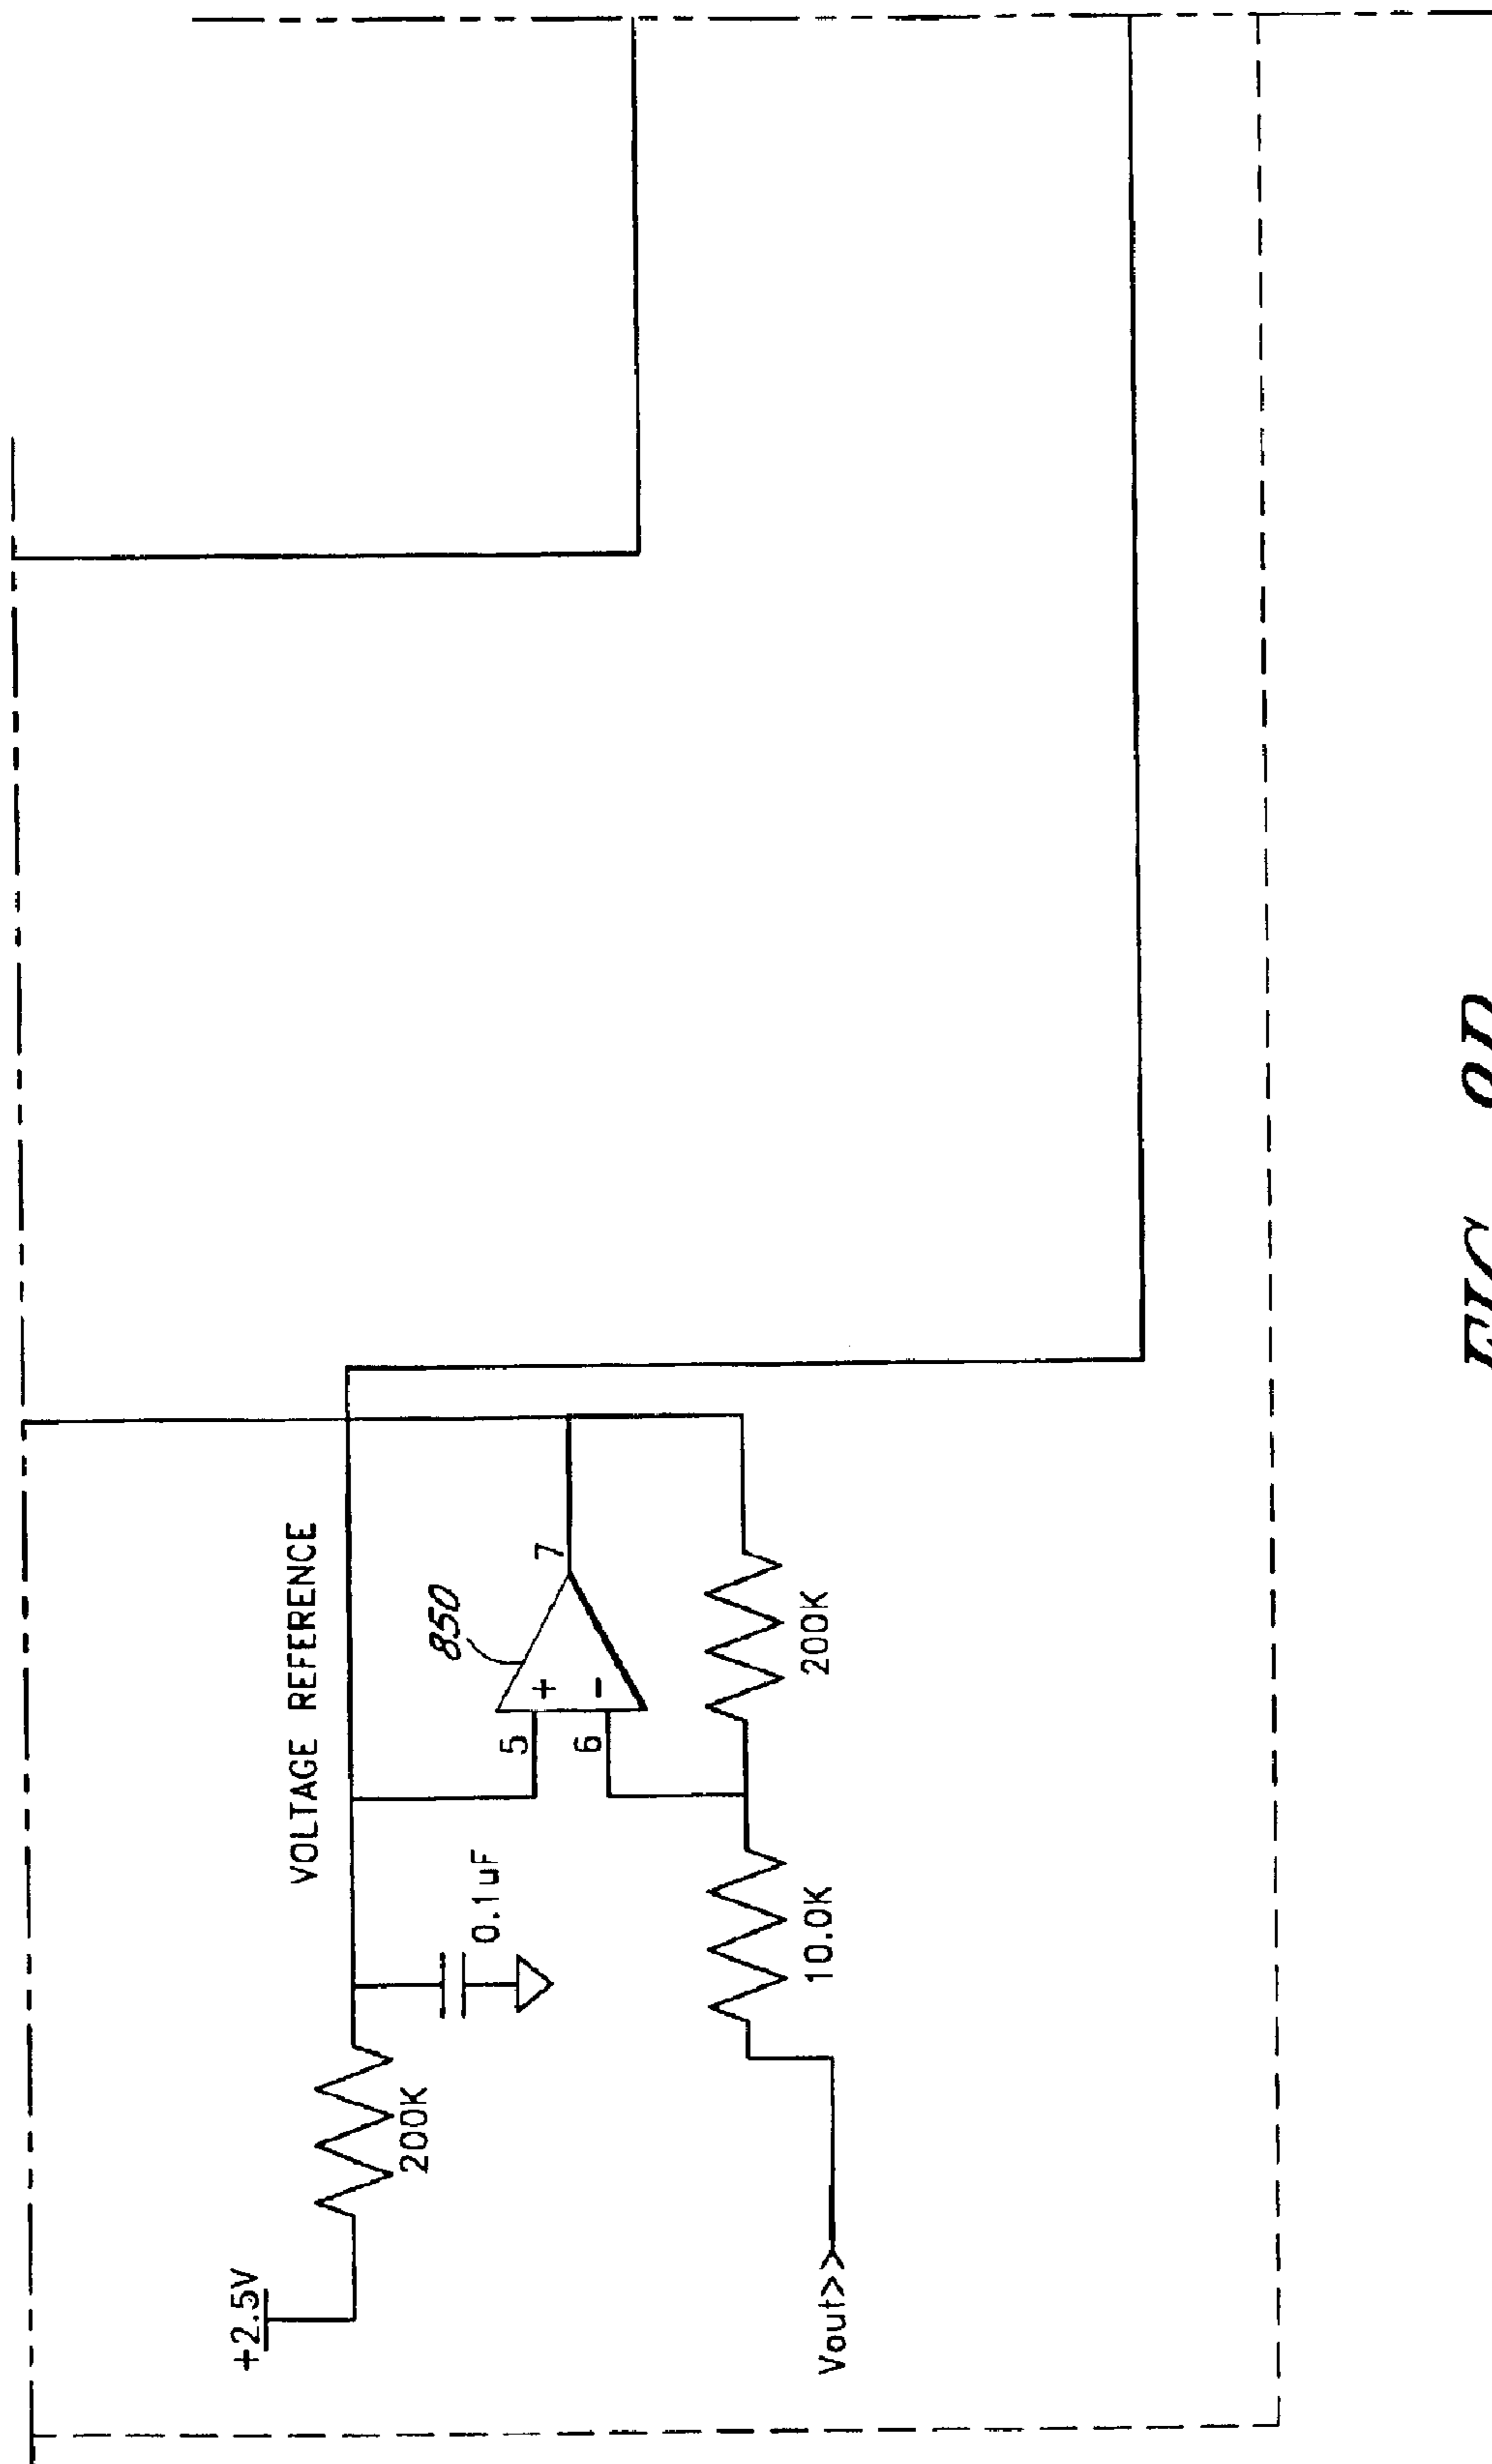 +2.5V
200K
0.1uF
VOLTAGE REFERENCE
850
5
6
+
-
7
10.0K
200K
Vout>>